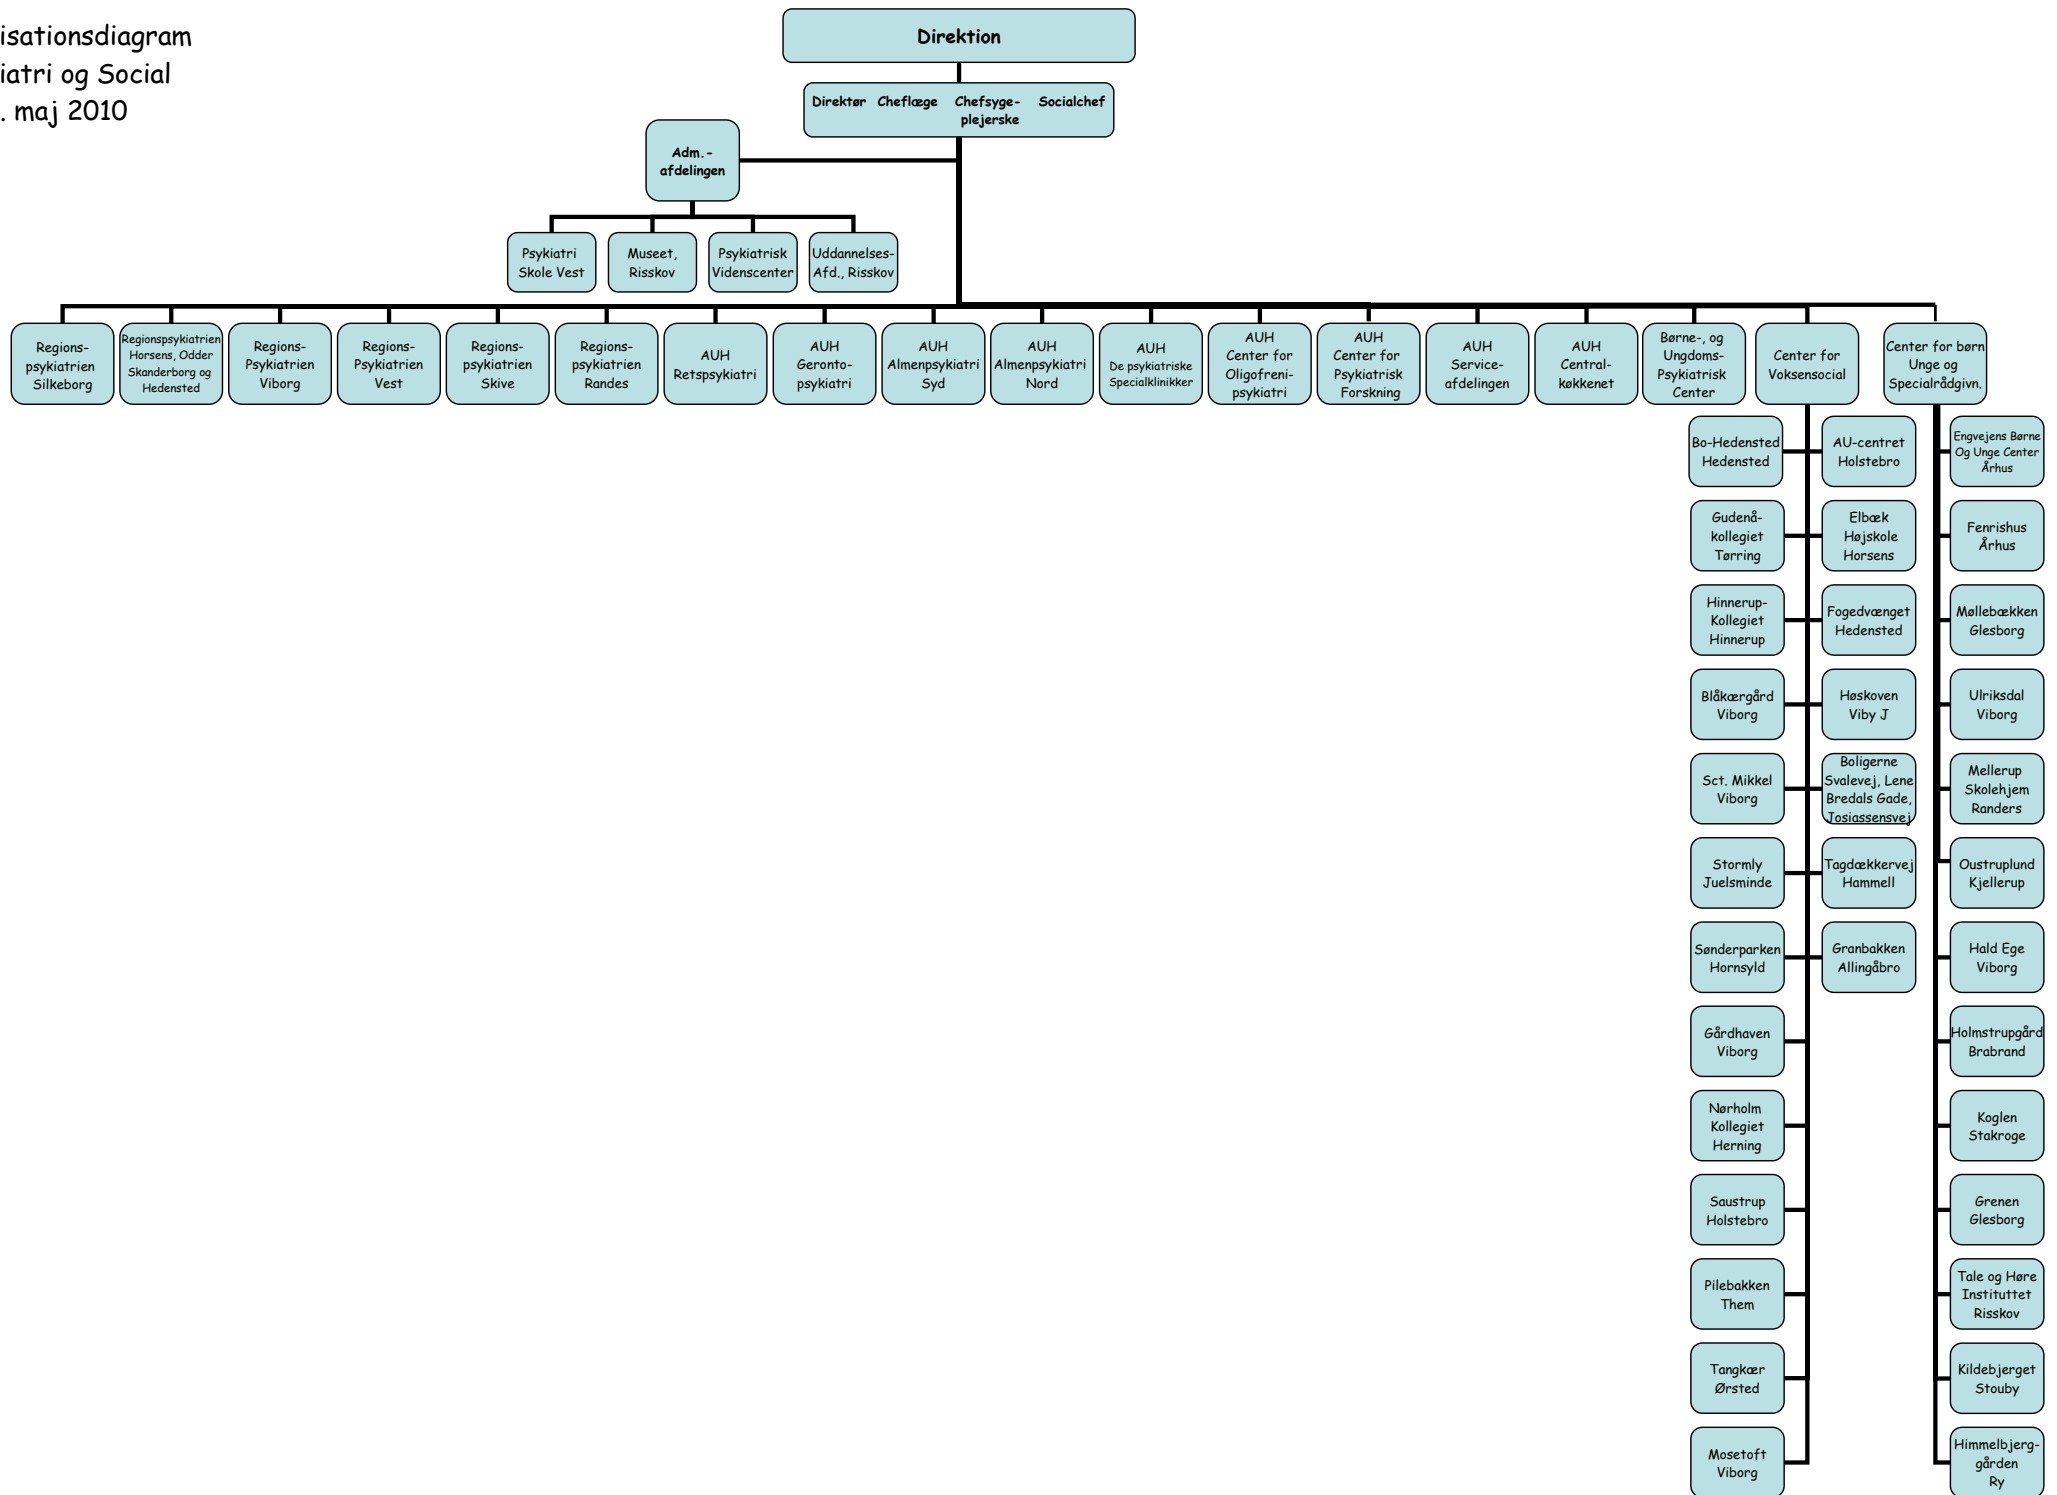 isationsdiagram
iatri og Social
. maj 2010
Direktion
Direktør Cheflæge Chefsyge- Socialchef
plejerske
Adm.-
afdelingen
Psykiatri
Skole Vest
Museet,
Risskov
Psykiatrisk
Videnscenter
Uddannelses-
Afd., Risskov
Regions-
psykiatrien
Silkeborg
Regionspsykiatrien
Horsens, Odder
Skanderborg og
Hedensted
Regions-
Psykiatrien
Viborg
Regions-
Psykiatrien
Vest
Regions-
psykiatrien
Skive
Regions-
psykiatrien
Randes
AUH
Retspsykiatri
AUH
Geronto-
psykiatri
AUH
Almenpsykiatri
Syd
AUH
Almenpsykiatri
Nord
AUH
De psykiatriske
Specialklinikker
AUH
Center for
Oligofreni-
psykiatri
AUH
Center for
Psykiatrisk
Forskning
AUH
Service-
afdelingen
AUH
Central-
køkkenet
Børne-, og
Ungdoms-
Psykiatrisk
Center
Center for
Voksensocial
Center for børn
Unge og
Specialrådgivn.
Bo-Hedensted
Hedensted
AU-centret
Holstebro
Engvejens Børne
Og Unge Center
Århus
Gudenå-
kollegiet
Tørring
Elbæk
Højskole
Horsens
Fenrishus
Århus
Hinnerup-
Kollegiet
Hinnerup
Fogedvænget
Hedensted
Møllebækken
Glesborg
Blåkærgård
Viborg
Høskoven
Viby J
Ulriksdal
Viborg
Sct. Mikkel
Viborg
Boligerne
Svalevej, Lene
Bredals Gade,
Josiassensvej
Mellerup
Skolehjem
Randers
Stormly
Juelsminde
Tagdækkervej
Hammell
Oustruplund
Kjellerup
Sønderparken
Hornsyld
Granbakken
Allingåbro
Hald Ege
Viborg
Gårdhaven
Viborg
Holmstrupgård
Brabrand
Nørholm
Kollegiet
Herning
Koglen
Stakroge
Saustrup
Holstebro
Grenen
Glesborg
Pilebakken
Them
Tale og Høre
Instituttet
Risskov
Tangkær
Ørsted
Kildebjerget
Stouby
Mosetoft
Viborg
Himmelbjerg-
gården
Ry